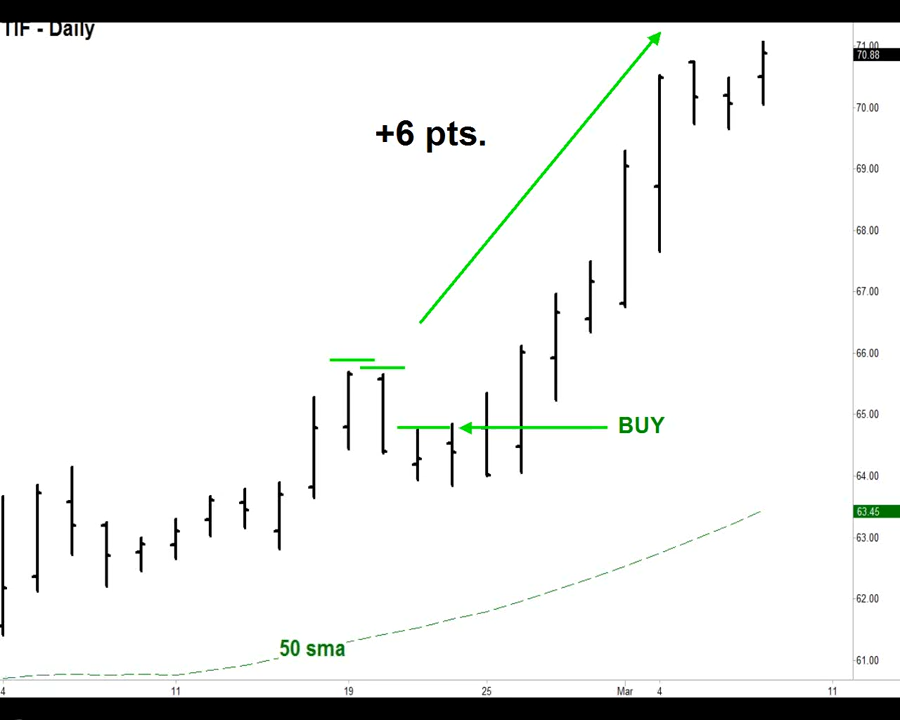 TIF - Daily
71.00
70.88
+6 pts.
70.00
69.00
68.00
67.00
66.00
65.00
BUY
64.00
63.45
63.00
62.00
50 sma
61.00
4 11 19 25 Mar 4 11